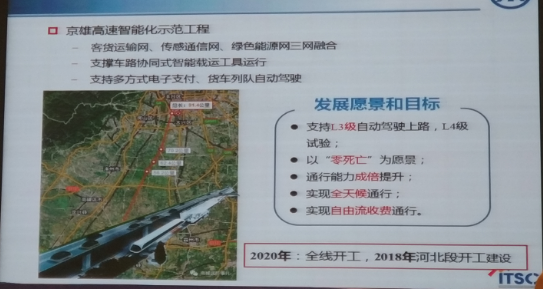 京雄高速智能化示范工程
客货运输网、传感通信网、绿色能源网三网融合
支撑车路协同式智能载运工具运行
支持多方式电子支付、货车列队自动驾驶
发展愿景和目标
支持L3级自动驾驶上路，L4级
试验；
以“零死亡”为愿景；
通行能力成倍提升；
实现全天候通行；
实现自由流收费通行。
2020年：全线开工，2018年河北段开工建设
ITSC